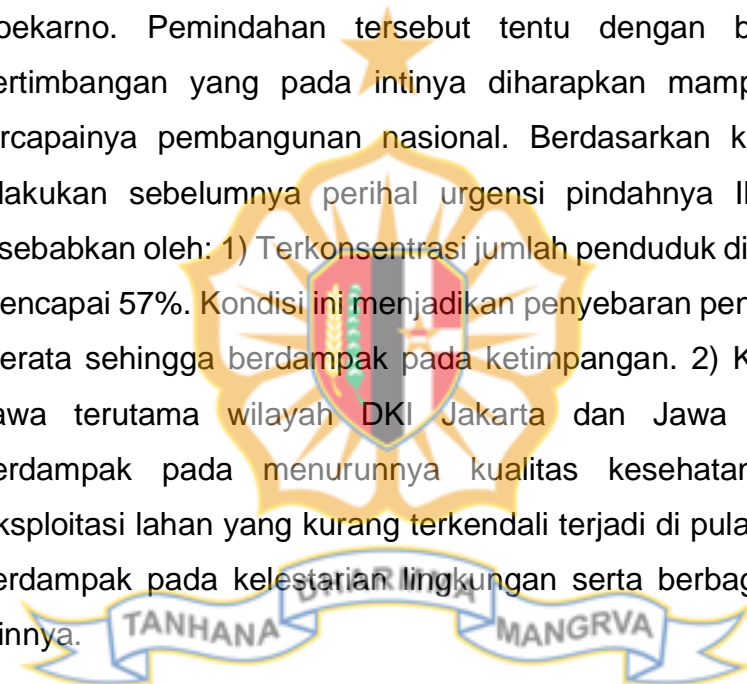 oekarno. Pemindahan tersebut tentu dengan b
ertimbangan yang pada intinya diharapkan mamp
rcapainya pembangunan nasional. Berdasarkan k
lakukan sebelumnya perihal urgensi pindahnya I
sebabkan oleh: 1) Terkonsentrasi jumlah penduduk di
encapai 57%. Kondisi ini menjadikan penyebaran pen
erata sehingga berdampak pada ketimpangan. 2) K
awa terutama wilayah DKI Jakarta dan Jawa
erdampak pada menurunnya kualitas kesehatan
ksploitasi lahan yang kurang terkendali terjadi di pula
erdampak pada kelestarian lingkungan serta berbag
innya.
TANHANA DHARMMA MANGRVA